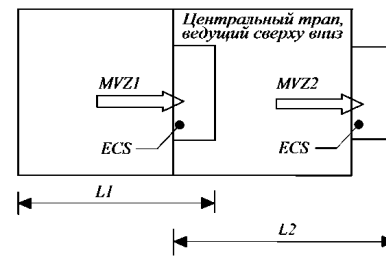 Центральный трап,
ведущий сверху вниз
MVZ1
MVZ2
ECS
ECS
L1
L2